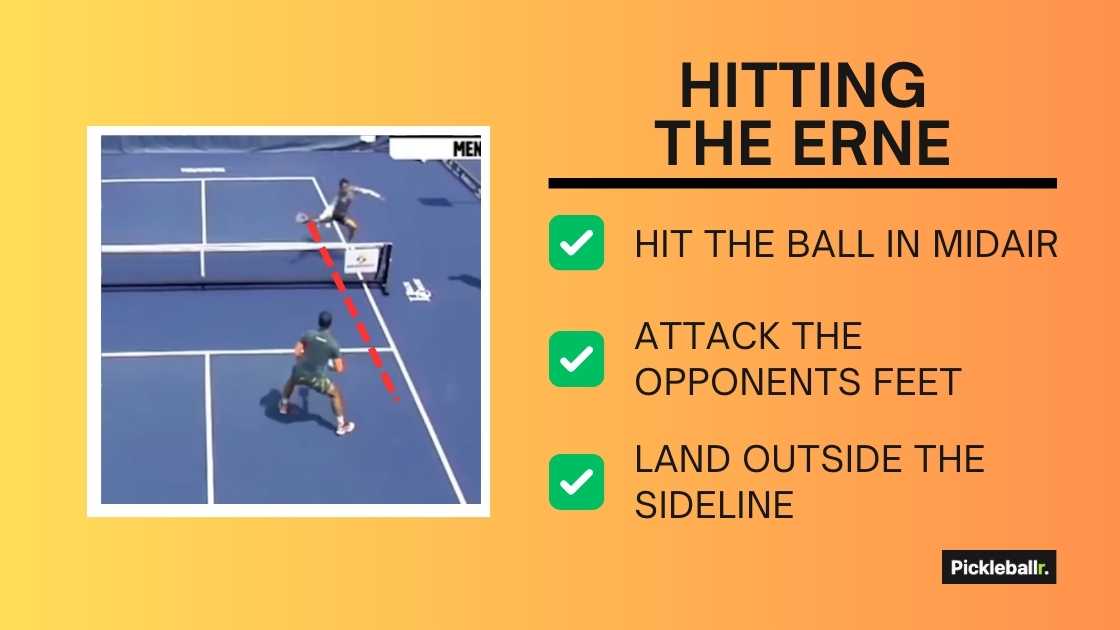 HITTING
THE ERNE
MEN
HIT THE BALL IN MIDAIR
ATTACK THE
OPPONENTS FEET
LAND OUTSIDE THE
SIDELINE
Pickleballr.